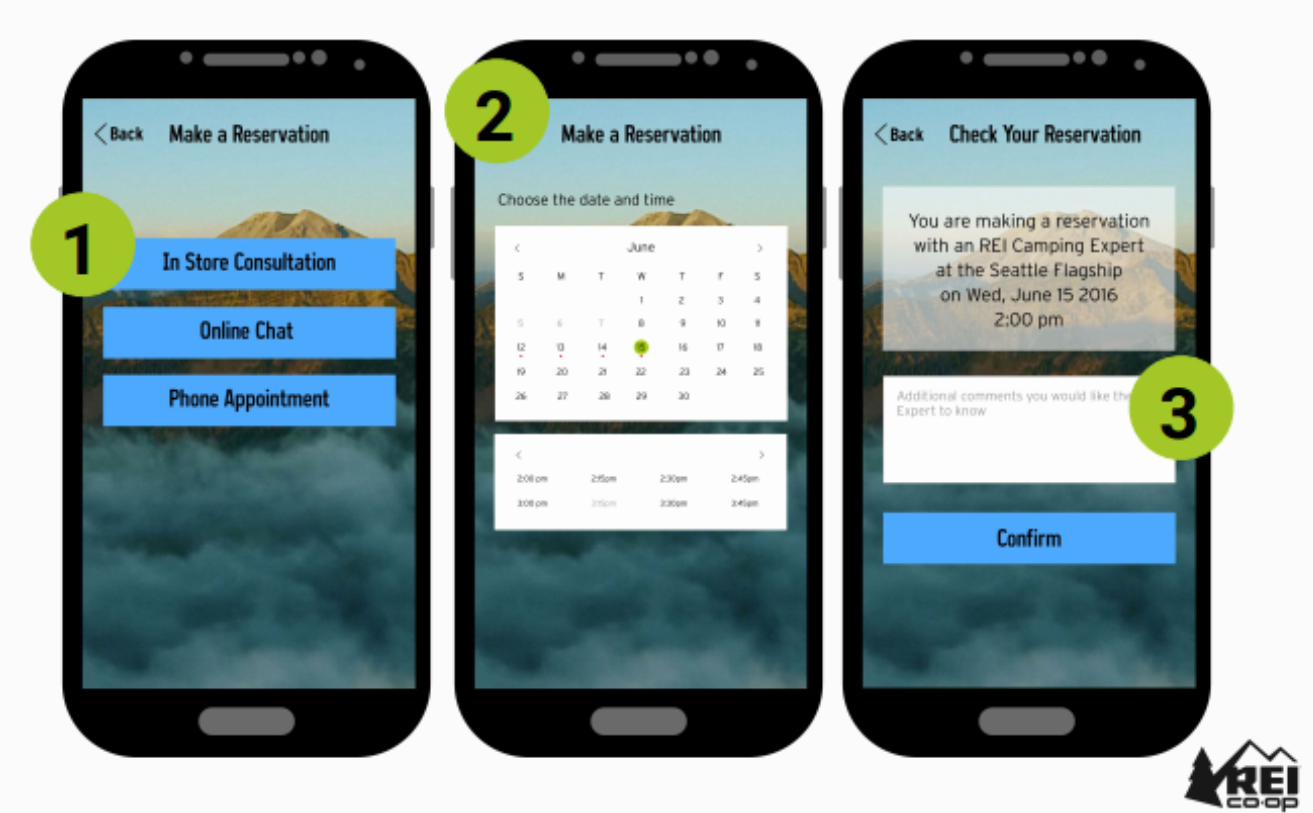 1
<Back Make a Reservation
In Store Consultation
Online Chat
Phone Appointment
2
Make a Reservation
Choose the date and time
< June >
S M T W T F S
1 2 3 4
5 6 7 8 9 10 11
12 13 14 15 16 17 18
19 20 21 22 23 24 25
26 27 28 29 30
< >
2:00 pm 2:15pm 2:30pm 2:45pm
3:00 pm 3:15pm 3:30pm 3:45pm
<Back Check Your Reservation
You are making a reservation
with an REI Camping Expert
at the Seattle Flagship
on Wed, June 15 2016
2:00 pm
3
Additional comments you would like the
Expert to know
Confirm
REI
co·op